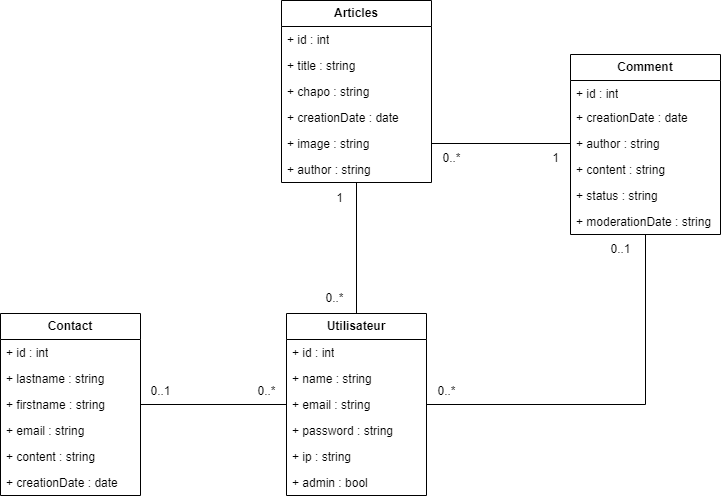 Articles
+ id : int
+ title : string
+ chapo : string
+ creationDate : date
+ image : string
+ author : string
Comment
+ id : int
+ creationDate : date
+ author : string
+ content : string
+ status : string
+ moderationDate : string
0..*
1
1
0..*
0..1
0..*
Contact
+ id : int
+ lastname : string
+ firstname : string
+ email : string
+ content : string
+ creationDate : date
0..1
0..*
Utilisateur
+ id : int
+ name : string
+ email : string
+ password : string
+ ip : string
+ admin : bool